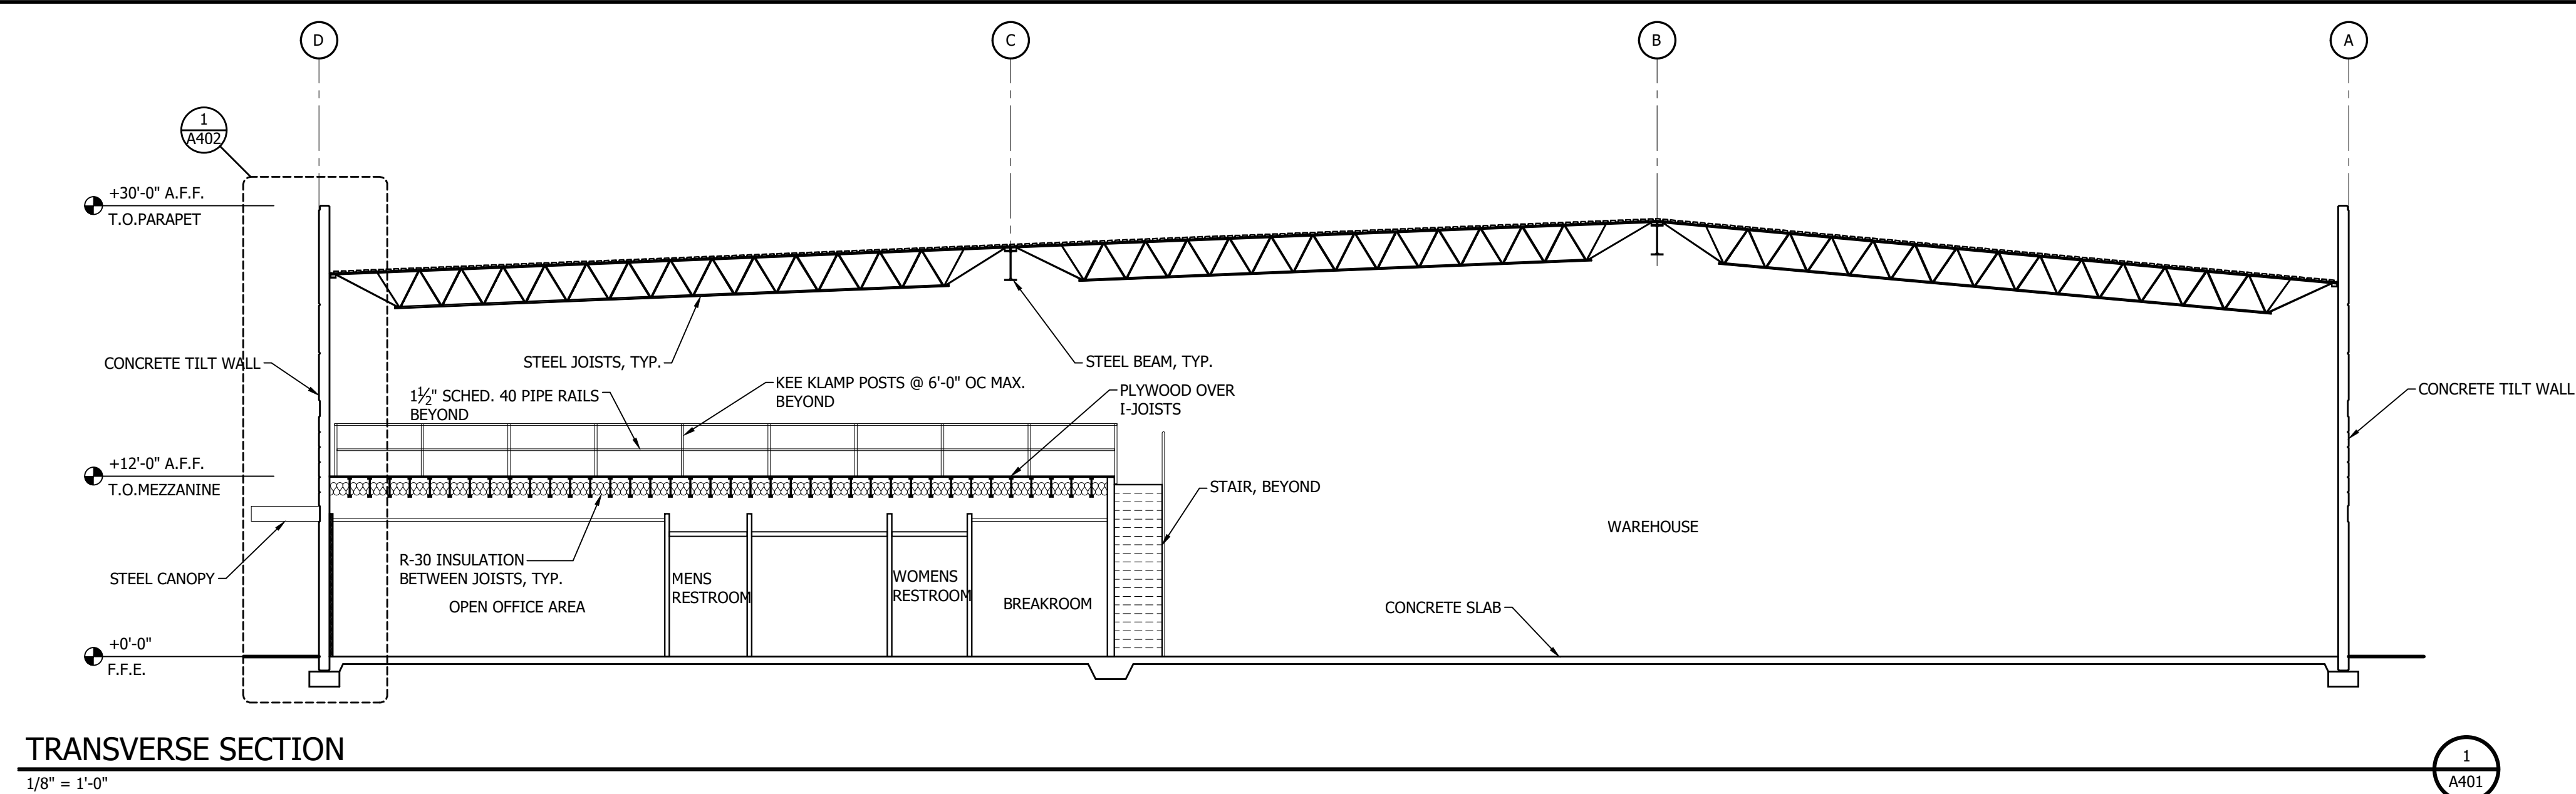 D
C
B
A
1
A402
+30'-0" A.F.F.
T.O.PARAPET
CONCRETE TILT WALL
STEEL JOISTS, TYP.
STEEL BEAM, TYP.
1½" SCHED. 40 PIPE RAILS
BEYOND
KEE KLAMP POSTS @ 6'-0" OC MAX.
BEYOND
PLYWOOD OVER
I-JOISTS
CONCRETE TILT WALL
+12'-0" A.F.F.
T.O.MEZZANINE
STAIR, BEYOND
WAREHOUSE
STEEL CANOPY
R-30 INSULATION
BETWEEN JOISTS, TYP.
OPEN OFFICE AREA
MENS
RESTROOM
WOMENS
RESTROOM
BREAKROOM
CONCRETE SLAB
+0'-0"
F.F.E.
TRANSVERSE SECTION
1/8" = 1'-0"
1
A401